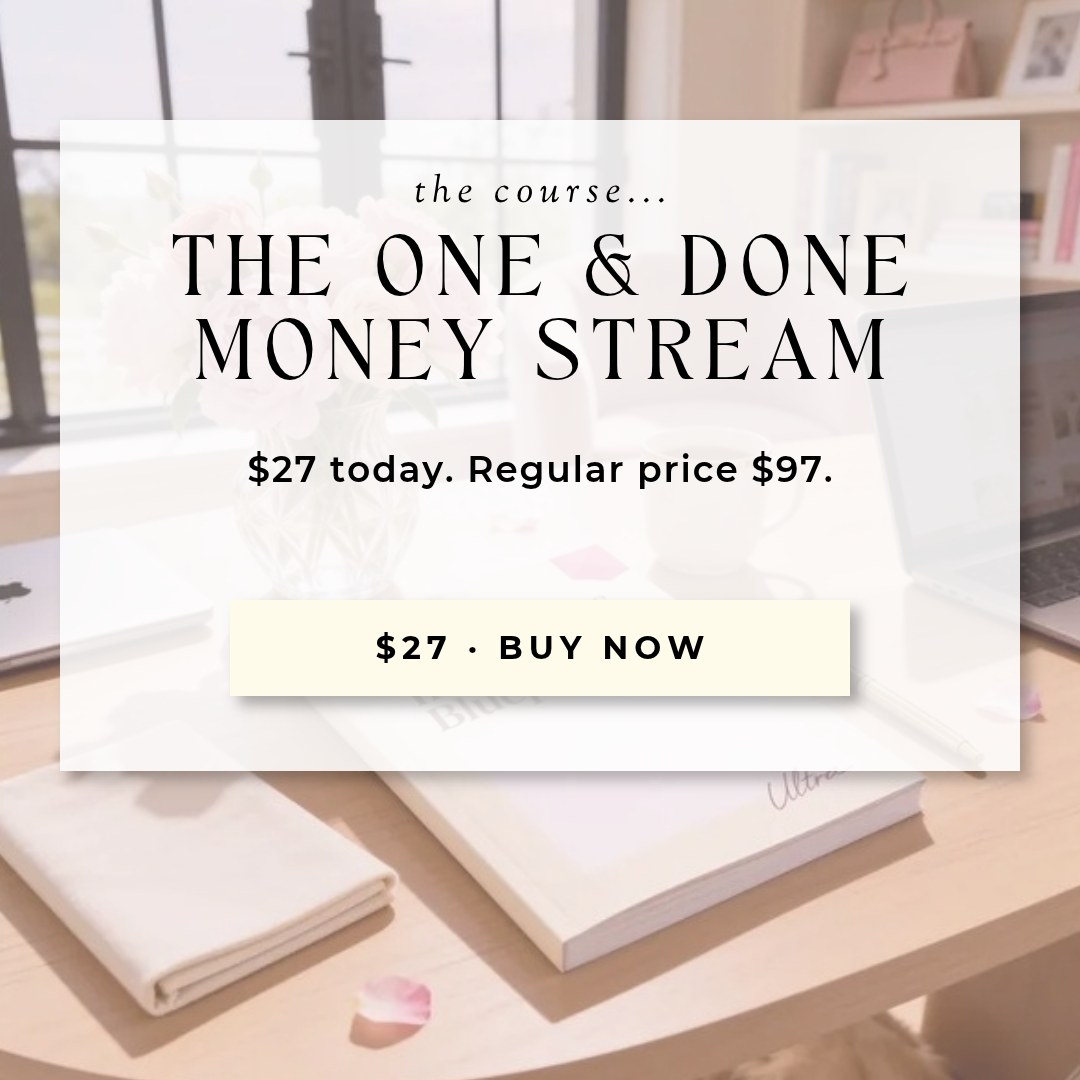 the course...
THE ONE & DONE
MONEY STREAM
$27 today. Regular price $97.
$27 · BUY NOW